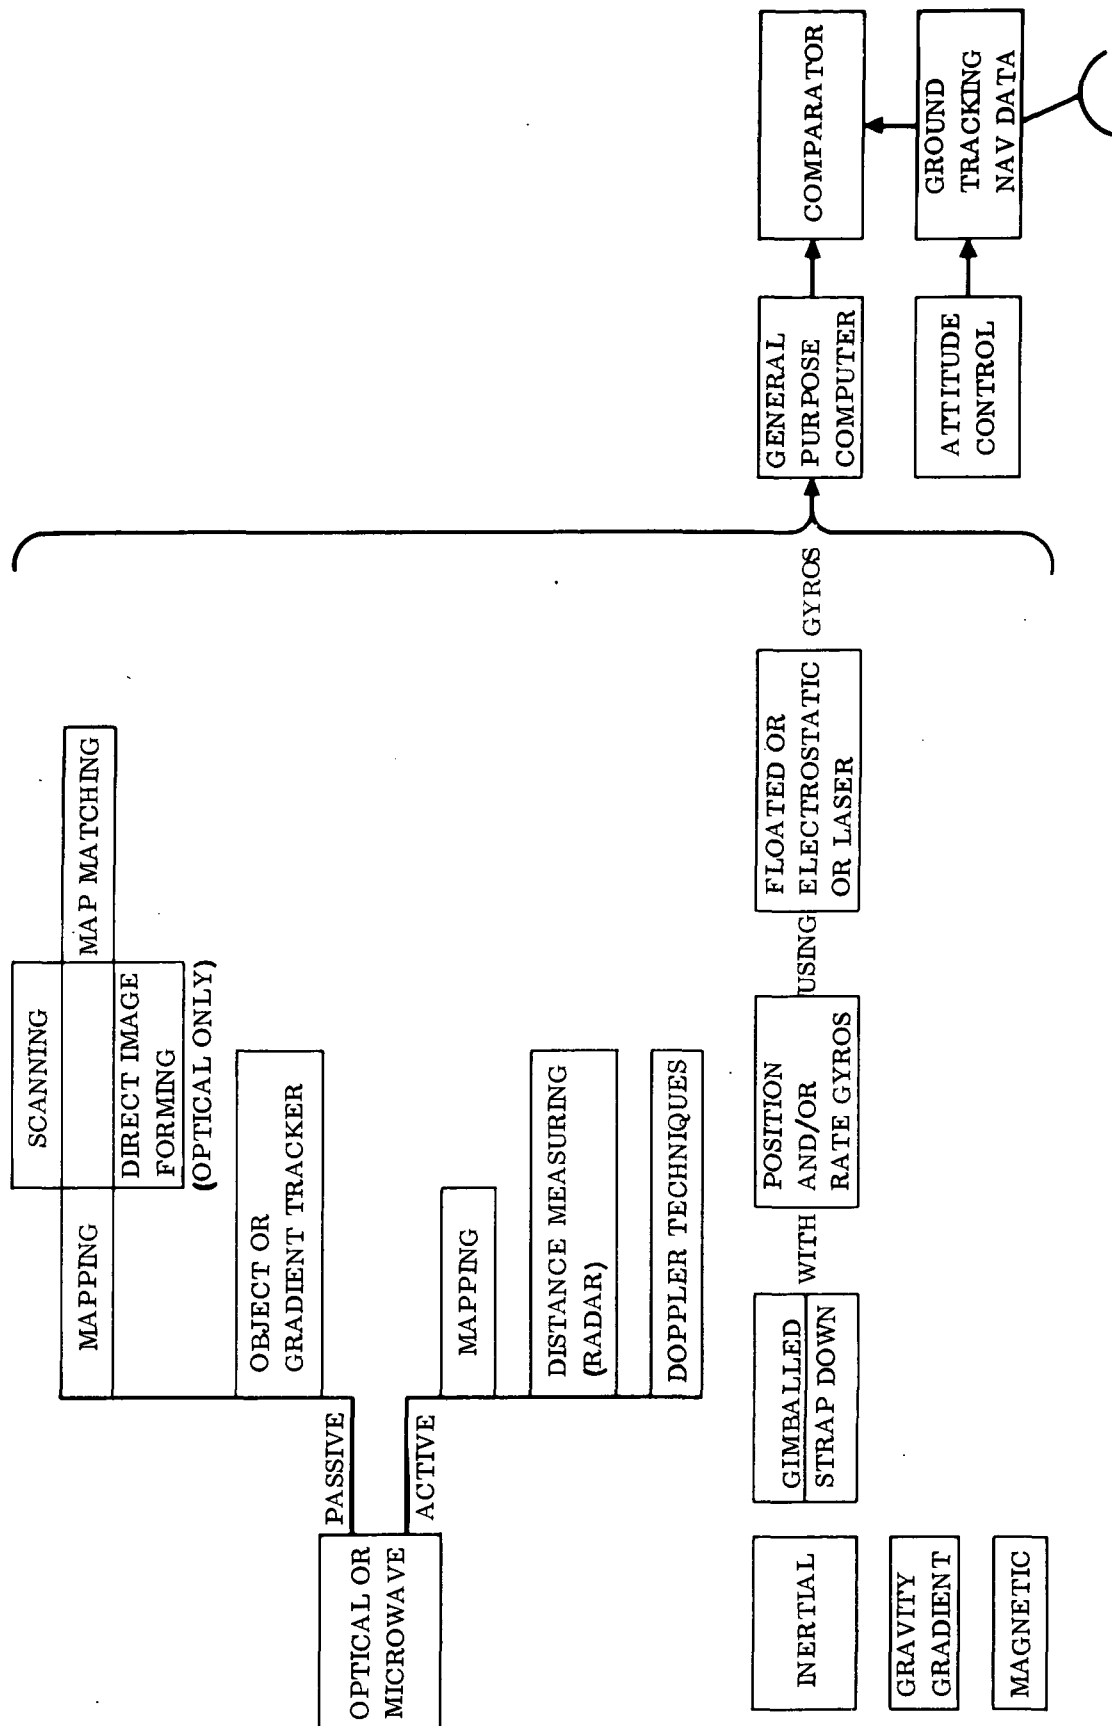 SCANNING
MAPPING
MAP MATCHING
DIRECT IMAGE
FORMING
(OPTICAL ONLY)
OBJECT OR
GRADIENT TRACKER
PASSIVE
OPTICAL OR
MICROWAVE
ACTIVE
MAPPING
DISTANCE MEASURING
(RADAR)
DOPPLER TECHNIQUES
INERTIAL
GIMBALLED
STRAP DOWN
WITH
POSITION
AND/OR
RATE GYROS
USING
FLOATED OR
ELECTROSTATIC
OR LASER
GYROS
GENERAL
PURPOSE
COMPUTER
COMPARATOR
GRAVITY
GRADIENT
MAGNETIC
ATTITUDE
CONTROL
GROUND
TRACKING
NAV DATA